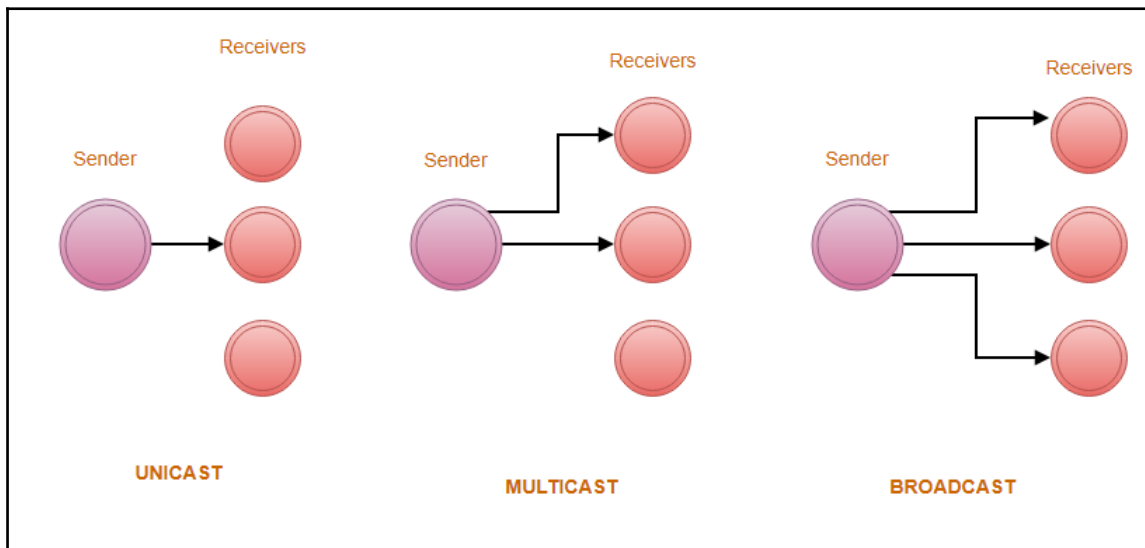 Receivers
Sender
UNICAST
Receivers
Sender
MULTICAST
Receivers
Sender
BROADCAST